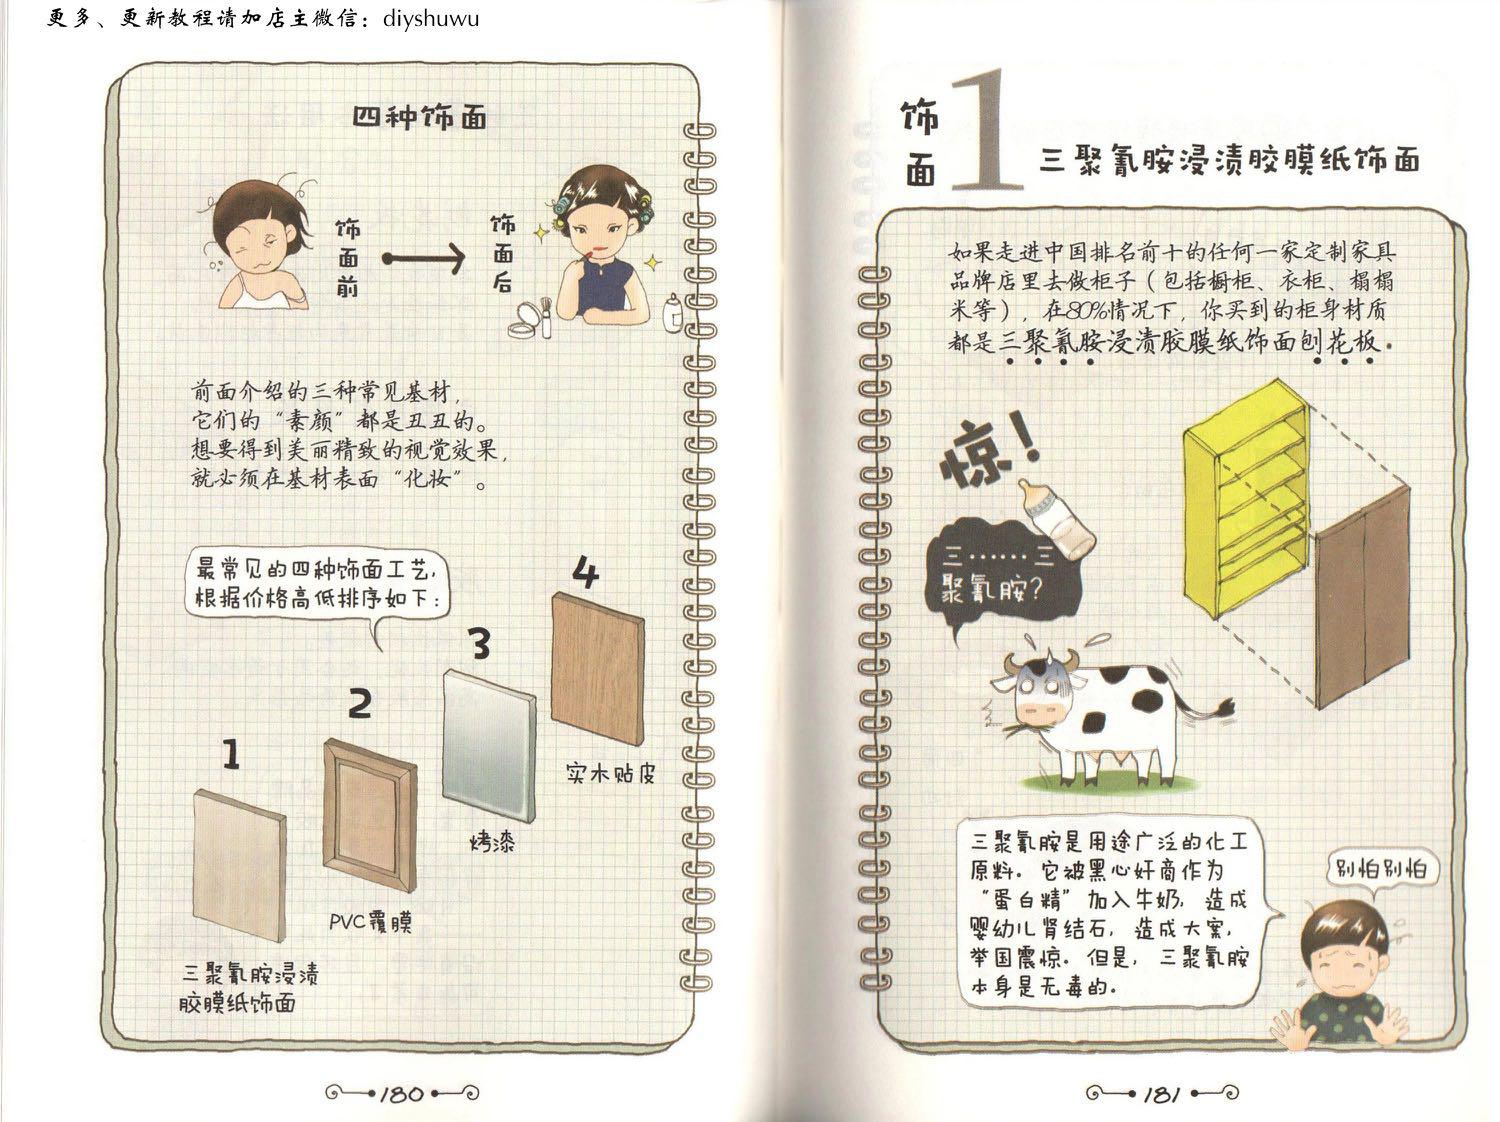 更多、更新教程请加店主微信：diyshuwu
四种饰面
饰面前
饰面后
前面介绍的三种常见基材，
它们的“素颜”都是丑丑的。
想要得到美丽精致的视觉效果，
就必须在基材表面“化妆”。
最常见的四种饰面工艺，
根据价格高低排序如下：
1
三聚氰胺浸渍
胶膜纸饰面
2
PVC覆膜
3
烤漆
4
实木贴皮
180
饰面
1
三聚氰胺浸渍胶膜纸饰面
如果走进中国排名前十的任何一家定制家具
品牌店里去做柜子（包括橱柜、衣柜、榻榻
米等），在80%情况下，你买到的柜身材质
都是三聚氰胺浸渍胶膜纸饰面刨花板。
惊！
三……三
聚氰胺？
三聚氰胺是用途广泛的化工
原料。它被黑心奸商作为
“蛋白精”加入牛奶，造成
婴幼儿肾结石，造成大案，
举国震惊。但是，三聚氰胺
本身是无毒的。
别怕别怕
181